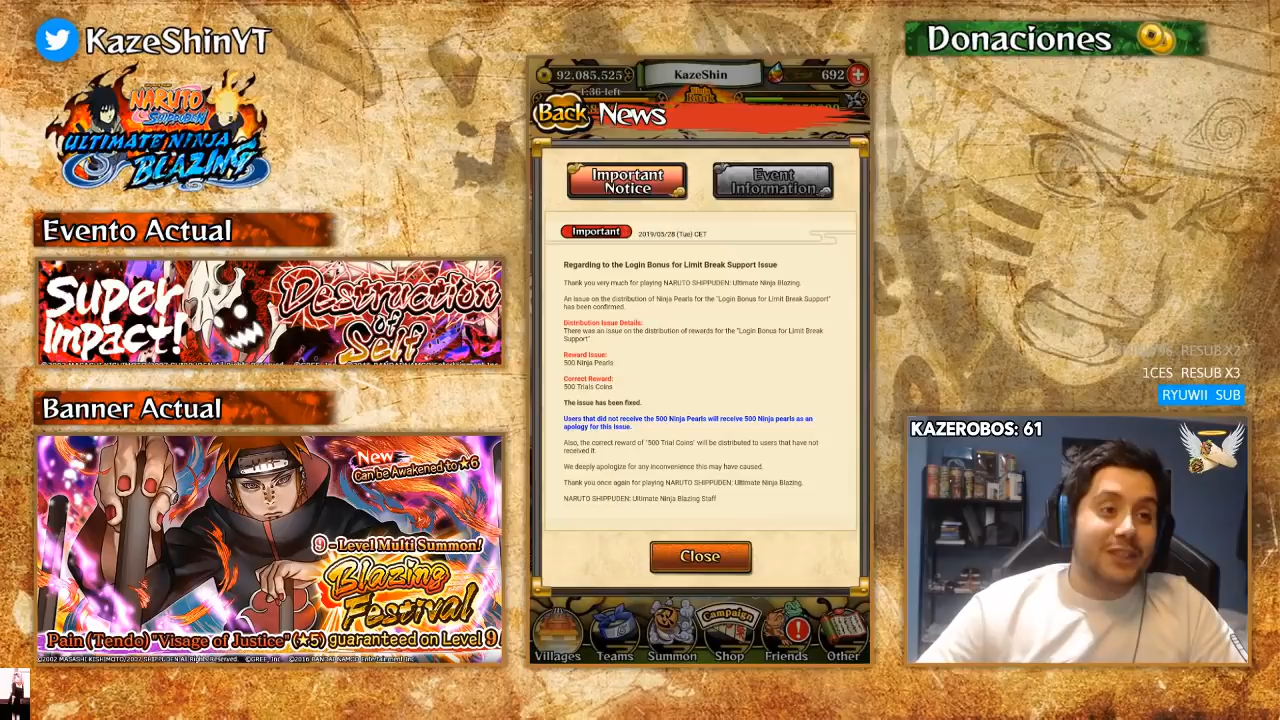 KazeShinYT
NARUTO
SHIPPUDEN
ULTIMATE NINJA
BLAZING
Evento Actual
Super
Impact!
Destruction
of
Self
Banner Actual
New
Can be Awakened to ★6
9 - Level Multi Summon!
Blazing
Festival
Pain (Tendo) "Visage of Justice" (★5) guaranteed on Level 9
92,085,525
KazeShin
692
1:36 left
Back
News
Important
Notice
Event
Information
Important
2019/05/28 (Tue) CET
Regarding to the Login Bonus for Limit Break Support Issue
Thank you very much for playing NARUTO SHIPPUDEN: Ultimate Ninja Blazing.
An issue on the distribution of Ninja Pearls for the "Login Bonus for Limit Break Support"
has been confirmed.
Distribution Issue Details:
There was an issue on the distribution of rewards for the "Login Bonus for Limit Break
Support"
Reward Issue:
500 Ninja Pearls
Correct Reward:
500 Trials Coins
The issue has been fixed.
Users that did not receive the 500 Ninja Pearls will receive 500 Ninja pearls as an
apology for this issue.
Also, the correct reward of "500 Trial Coins" will be distributed to users that have not
received it.
We deeply apologize for any inconvenience this may have caused.
Thank you once again for playing NARUTO SHIPPUDEN: Ultimate Ninja Blazing.
NARUTO SHIPPUDEN: Ultimate Ninja Blazing Staff
Close
Villages
Teams
Summon
Campaign
Shop
Friends
Other
Donaciones
RESUB X2
1CES RESUB X3
RYUWII SUB
KAZEROBOS: 61